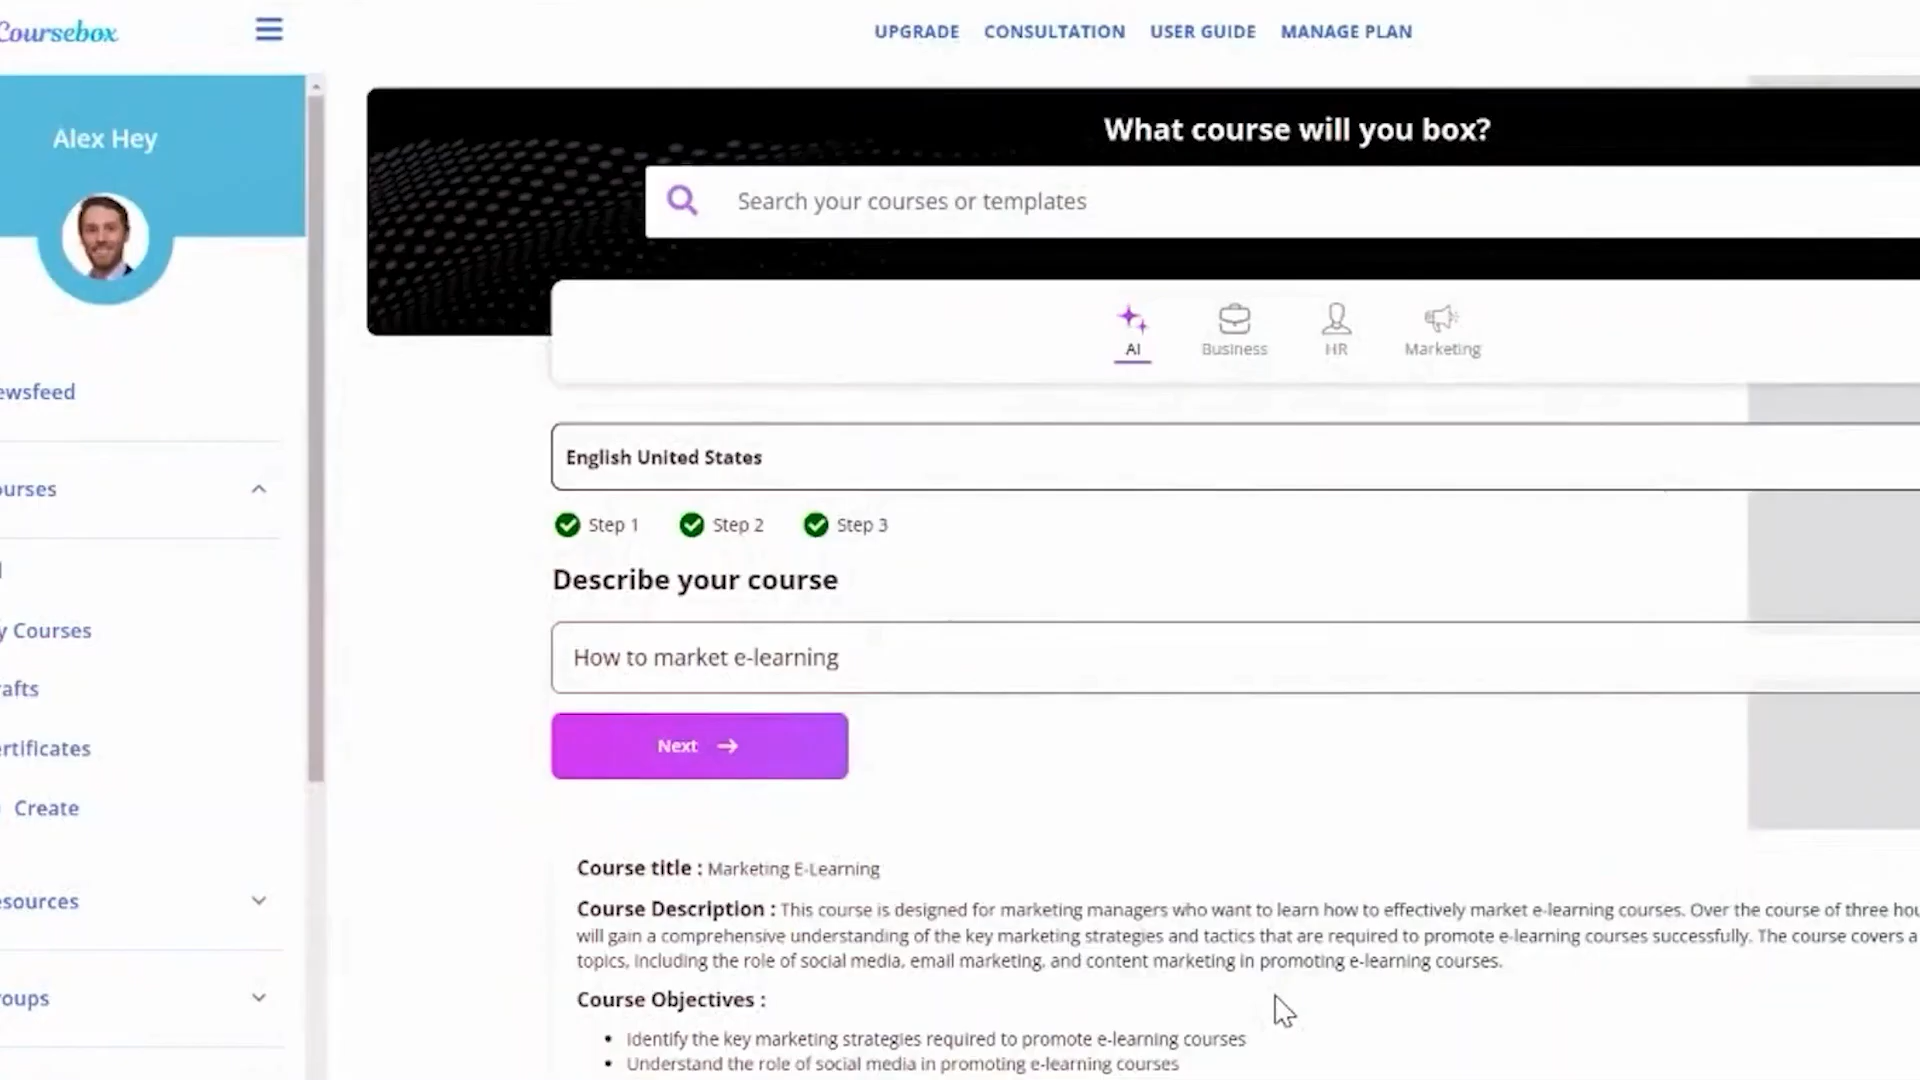 Coursebox
UPGRADE CONSULTATION USER GUIDE MANAGE PLAN
Alex Hey
What course will you box?
Search your courses or templates
AI Business HR Marketing
ewsfeed
English United States
ourses
Step 1 Step 2 Step 3
Describe your course
y Courses
How to market e-learning
rafts
Next
ertificates
Create
Course title : Marketing E-Learning
esources
Course Description : This course is designed for marketing managers who want to learn how to effectively market e-learning courses. Over the course of three hou
will gain a comprehensive understanding of the key marketing strategies and tactics that are required to promote e-learning courses successfully. The course covers a
topics, including the role of social media, email marketing, and content marketing in promoting e-learning courses.
roups
Course Objectives :
• Identify the key marketing strategies required to promote e-learning courses
• Understand the role of social media in promoting e-learning courses